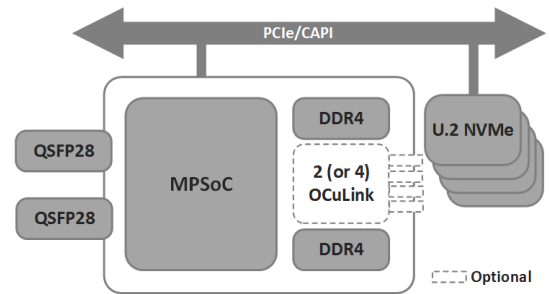 PCIe/CAPI
DDR4
U.2 NVMe
QSFP28
MPSoC
2 (or 4)
OCuLink
QSFP28
DDR4
Optional